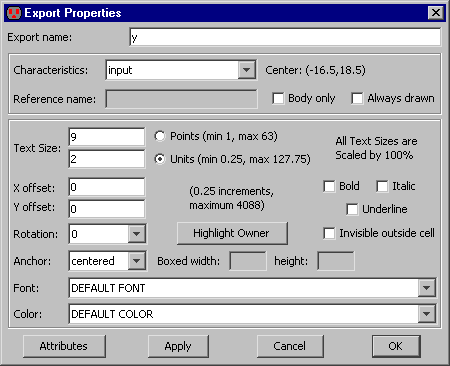 Export Properties
Export name: y
Characteristics: input Center: (-16.5,18.5)
Reference name: Body only Always drawn
Text Size: 9 Points (min 1, max 63) All Text Sizes are
2 Units (min 0.25, max 127.75) Scaled by 100%
X offset: 0 (0.25 increments, Bold Italic
Y offset: 0 maximum 4088) Underline
Rotation: 0 Highlight Owner Invisible outside cell
Anchor: centered Boxed width: height:
Font: DEFAULT FONT
Color: DEFAULT COLOR
Attributes Apply Cancel OK